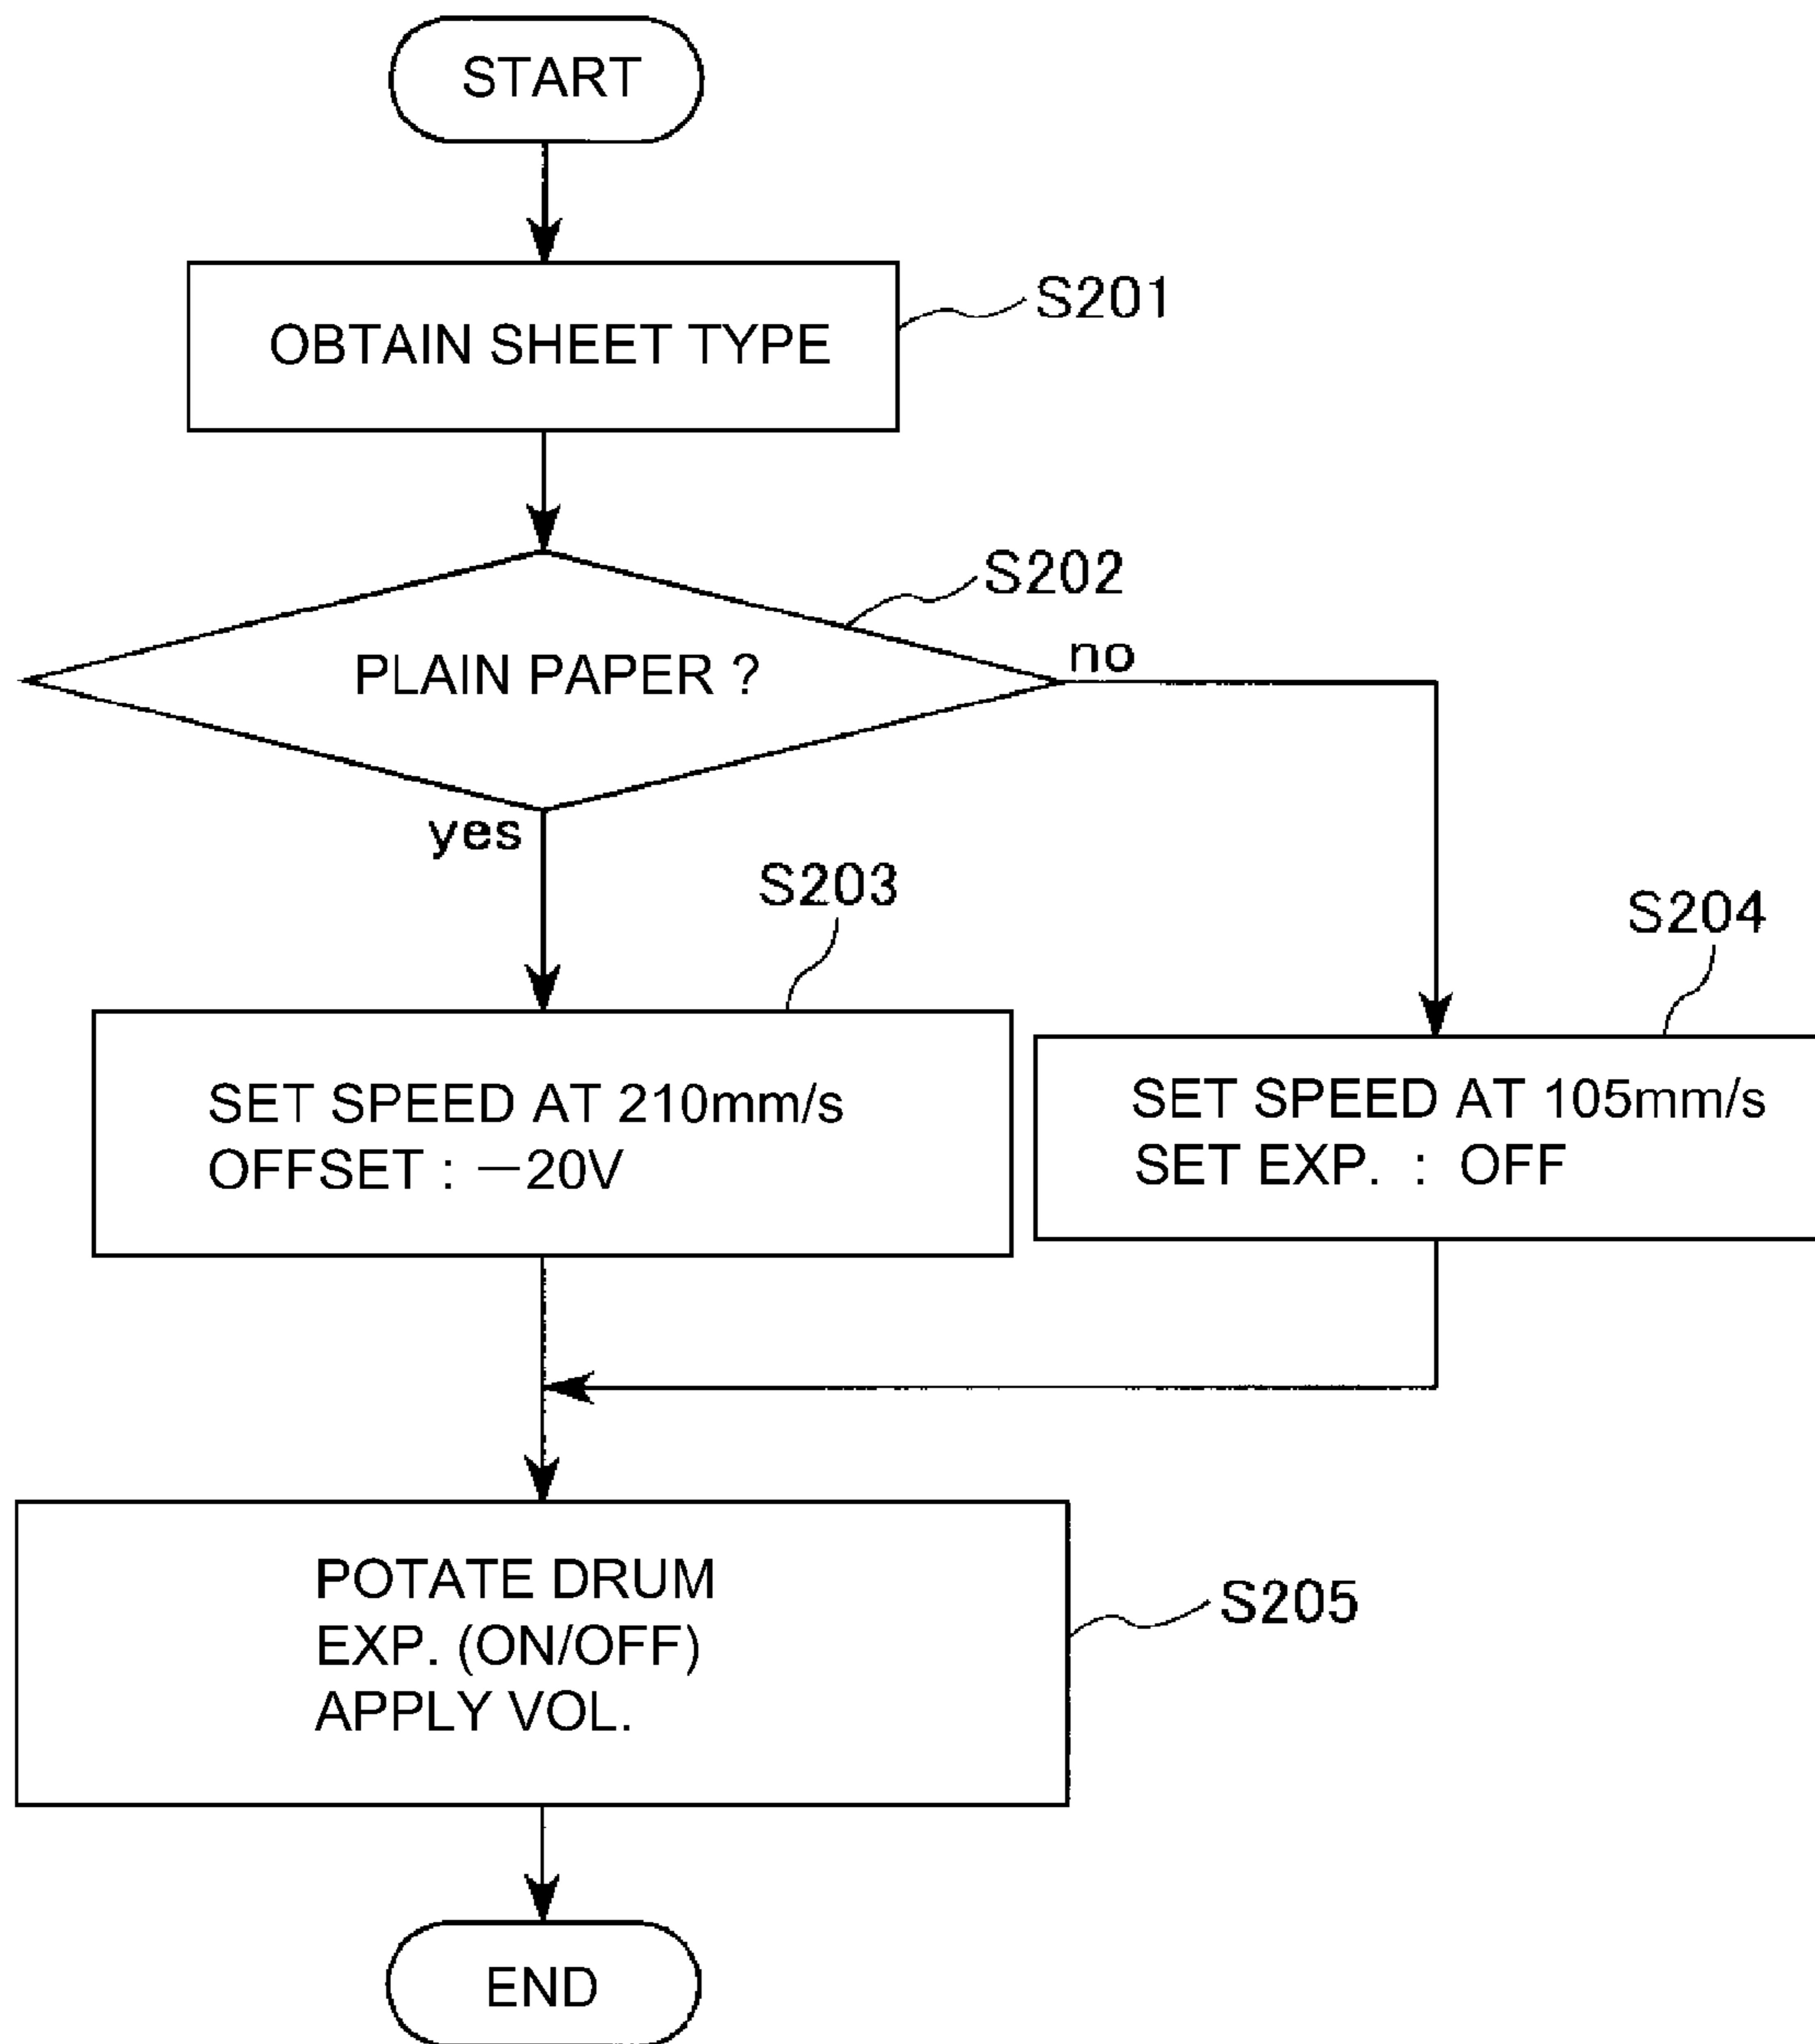 START
OBTAIN SHEET TYPE
S201
S202
PLAIN PAPER ?
no
yes
S203
SET SPEED AT 210mm/s
OFFSET : －20V
S204
SET SPEED AT 105mm/s
SET EXP. : OFF
POTATE DRUM
EXP. (ON/OFF)
APPLY VOL.
S205
END